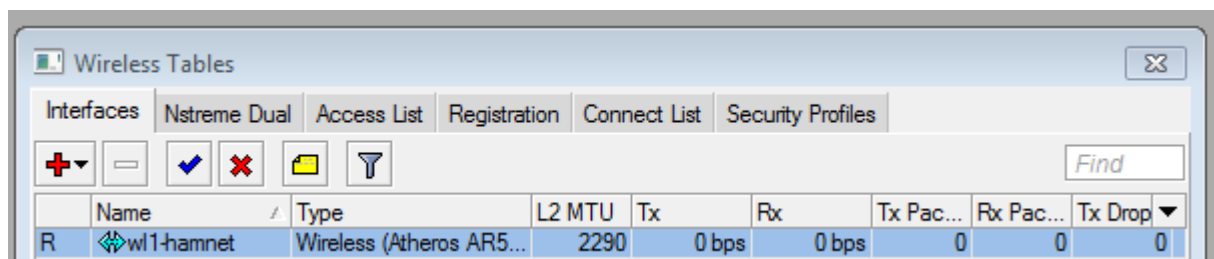 Wireless Tables
Interfaces Nstreme Dual Access List Registration Connect List Security Profiles
Find
Name Type L2 MTU Tx Rx Tx Pac... Rx Pac... Tx Drop
R wl1-hamnet Wireless (Atheros AR5... 2290 0 bps 0 bps 0 0 0